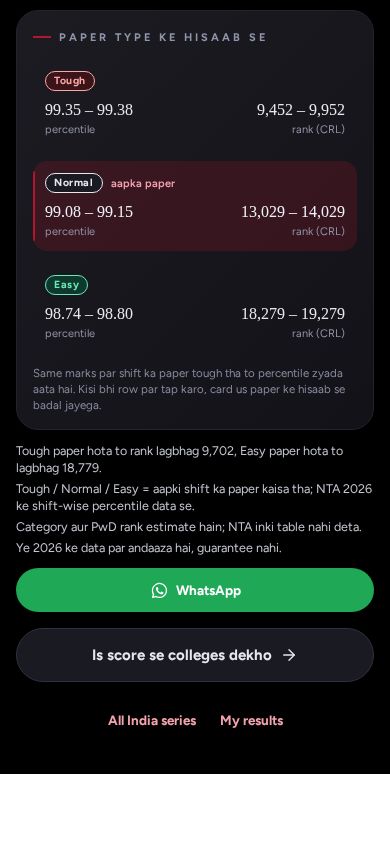 PAPER TYPE KE HISAAB SE
Tough
99.35 – 99.38 9,452 – 9,952
percentile rank (CRL)
Normal aapka paper
99.08 – 99.15 13,029 – 14,029
percentile rank (CRL)
Easy
98.74 – 98.80 18,279 – 19,279
percentile rank (CRL)
Same marks par shift ka paper tough tha to percentile zyada
aata hai. Kisi bhi row par tap karo, card us paper ke hisaab se
badal jayega.
Tough paper hota to rank lagbhag 9,702, Easy paper hota to
lagbhag 18,779.
Tough / Normal / Easy = aapki shift ka paper kaisa tha; NTA 2026
ke shift-wise percentile data se.
Category aur PwD rank estimate hain; NTA inki table nahi deta.
Ye 2026 ke data par andaaza hai, guarantee nahi.
WhatsApp
Is score se colleges dekho →
All India series My results